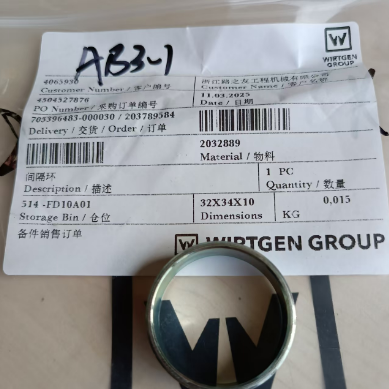 AB3-1
WIRTGEN GROUP
4065950
浙江路之友工程机械有限公司
Customer Number / 客户编号
Customer Name / 客户名称
11.03.2025
4504527876
Date / 日期
PO Number / 采购订单编号
703396483-000030 / 203789584
Delivery / 交货 / Order / 订单
2032889
Material / 物料
间隔环
1 PC
Description / 描述
Quantity / 数量
514 -FD10A01
32X34X10
0,015
Storage Bin / 仓位
Dimensions
KG
备件销售订单
WIRTGEN GROUP